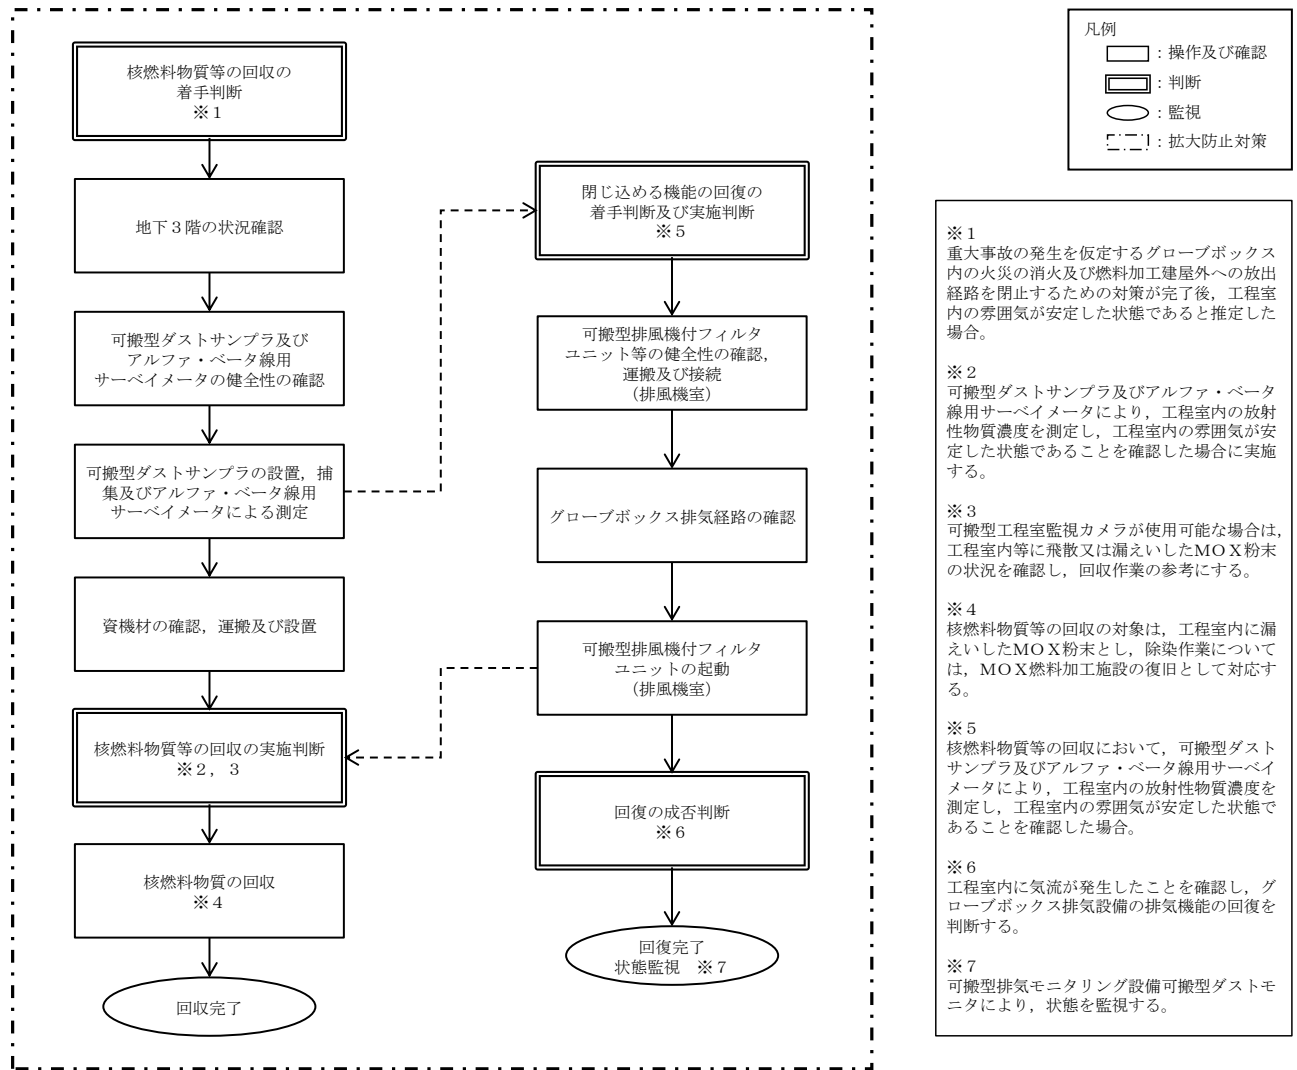 核燃料物質等の回収の
着手判断
※１
地下３階の状況確認
可搬型ダストサンプラ及び
アルファ・ベータ線用
サーベイメータの健全性の確認
可搬型ダストサンプラの設置，捕
集及びアルファ・ベータ線用
サーベイメータによる測定
資機材の確認，運搬及び設置
核燃料物質等の回収の実施判断
※２，３
核燃料物質の回収
※４
回収完了
閉じ込める機能の回復の
着手判断及び実施判断
※５
可搬型排風機付フィルタ
ユニット等の健全性の確認，
運搬及び接続
（排風機室）
グローブボックス排気経路の確認
可搬型排風機付フィルタ
ユニットの起動
（排風機室）
回復の成否判断
※６
回復完了
状態監視　※７
凡例
：操作及び確認
：判断
：監視
：拡大防止対策
※１
重大事故の発生を仮定するグローブボックス
内の火災の消火及び燃料加工建屋外への放出
経路を閉止するための対策が完了後，工程室
内の雰囲気が安定した状態であると推定した
場合。
※２
可搬型ダストサンプラ及びアルファ・ベータ
線用サーベイメータにより，工程室内の放射
性物質濃度を測定し，工程室内の雰囲気が安
定した状態であることを確認した場合に実施
する。
※３
可搬型工程室監視カメラが使用可能な場合は，
工程室内等に飛散又は漏えいしたＭＯＸ粉末
の状況を確認し，回収作業の参考にする。
※４
核燃料物質等の回収の対象は，工程室内に漏
えいしたＭＯＸ粉末とし，除染作業について
は，ＭＯＸ燃料加工施設の復旧として対応す
る。
※５
核燃料物質等の回収において，可搬型ダスト
サンプラ及びアルファ・ベータ線用サーベイ
メータにより，工程室内の放射性物質濃度を
測定し，工程室内の雰囲気が安定した状態で
あることを確認した場合。
※６
工程室内に気流が発生したことを確認し，グ
ローブボックス排気設備の排気機能の回復を
判断する。
※７
可搬型排気モニタリング設備可搬型ダストモ
ニタにより，状態を監視する。